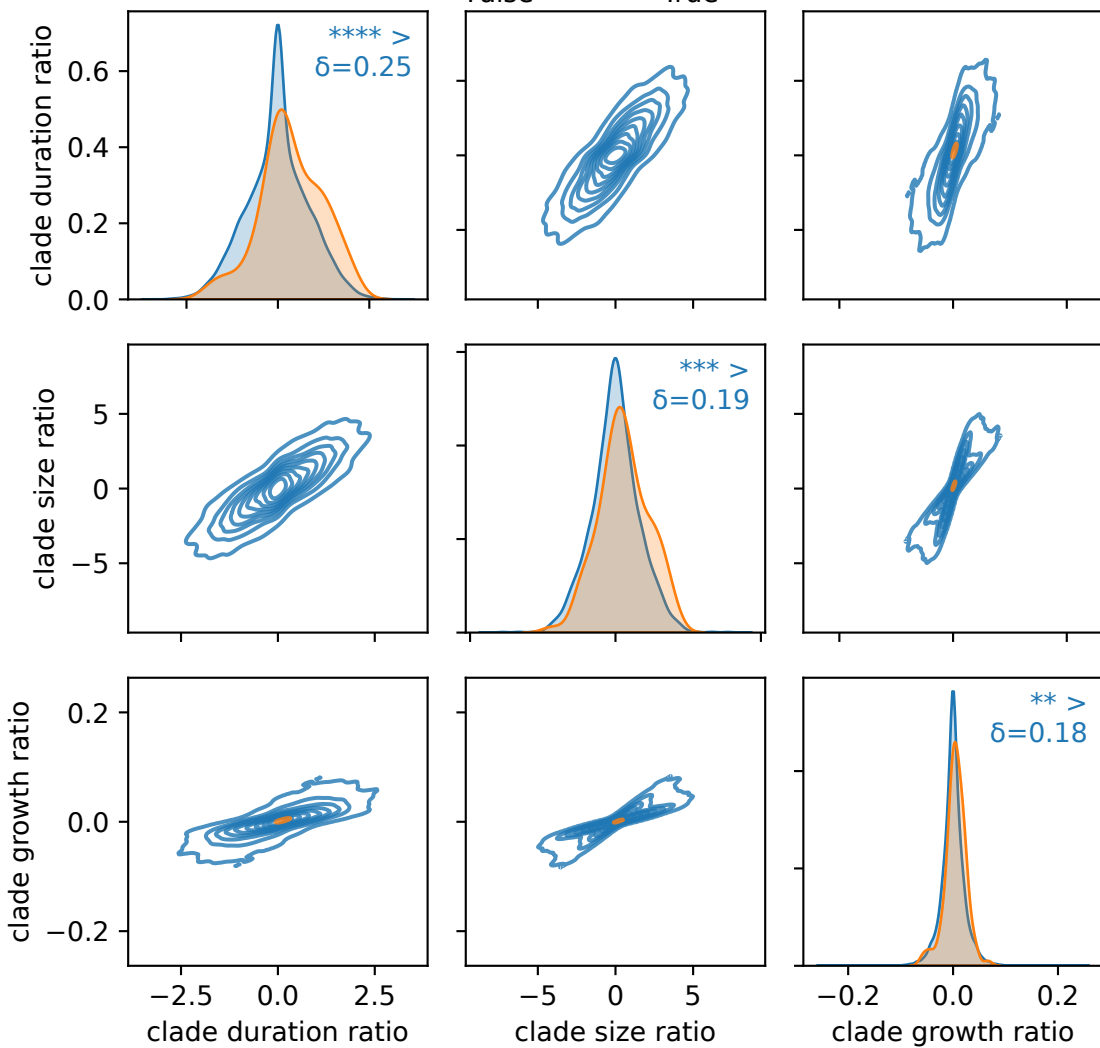 clade duration ratio
0.6
0.4
0.2
0.0
**** >
δ=0.25
clade size ratio
5
0
−5
*** >
δ=0.19
clade growth ratio
0.2
0.0
−0.2
** >
δ=0.18
−2.5 0.0 2.5
−5 0 5
−0.2 0.0 0.2
clade duration ratio
clade size ratio
clade growth ratio